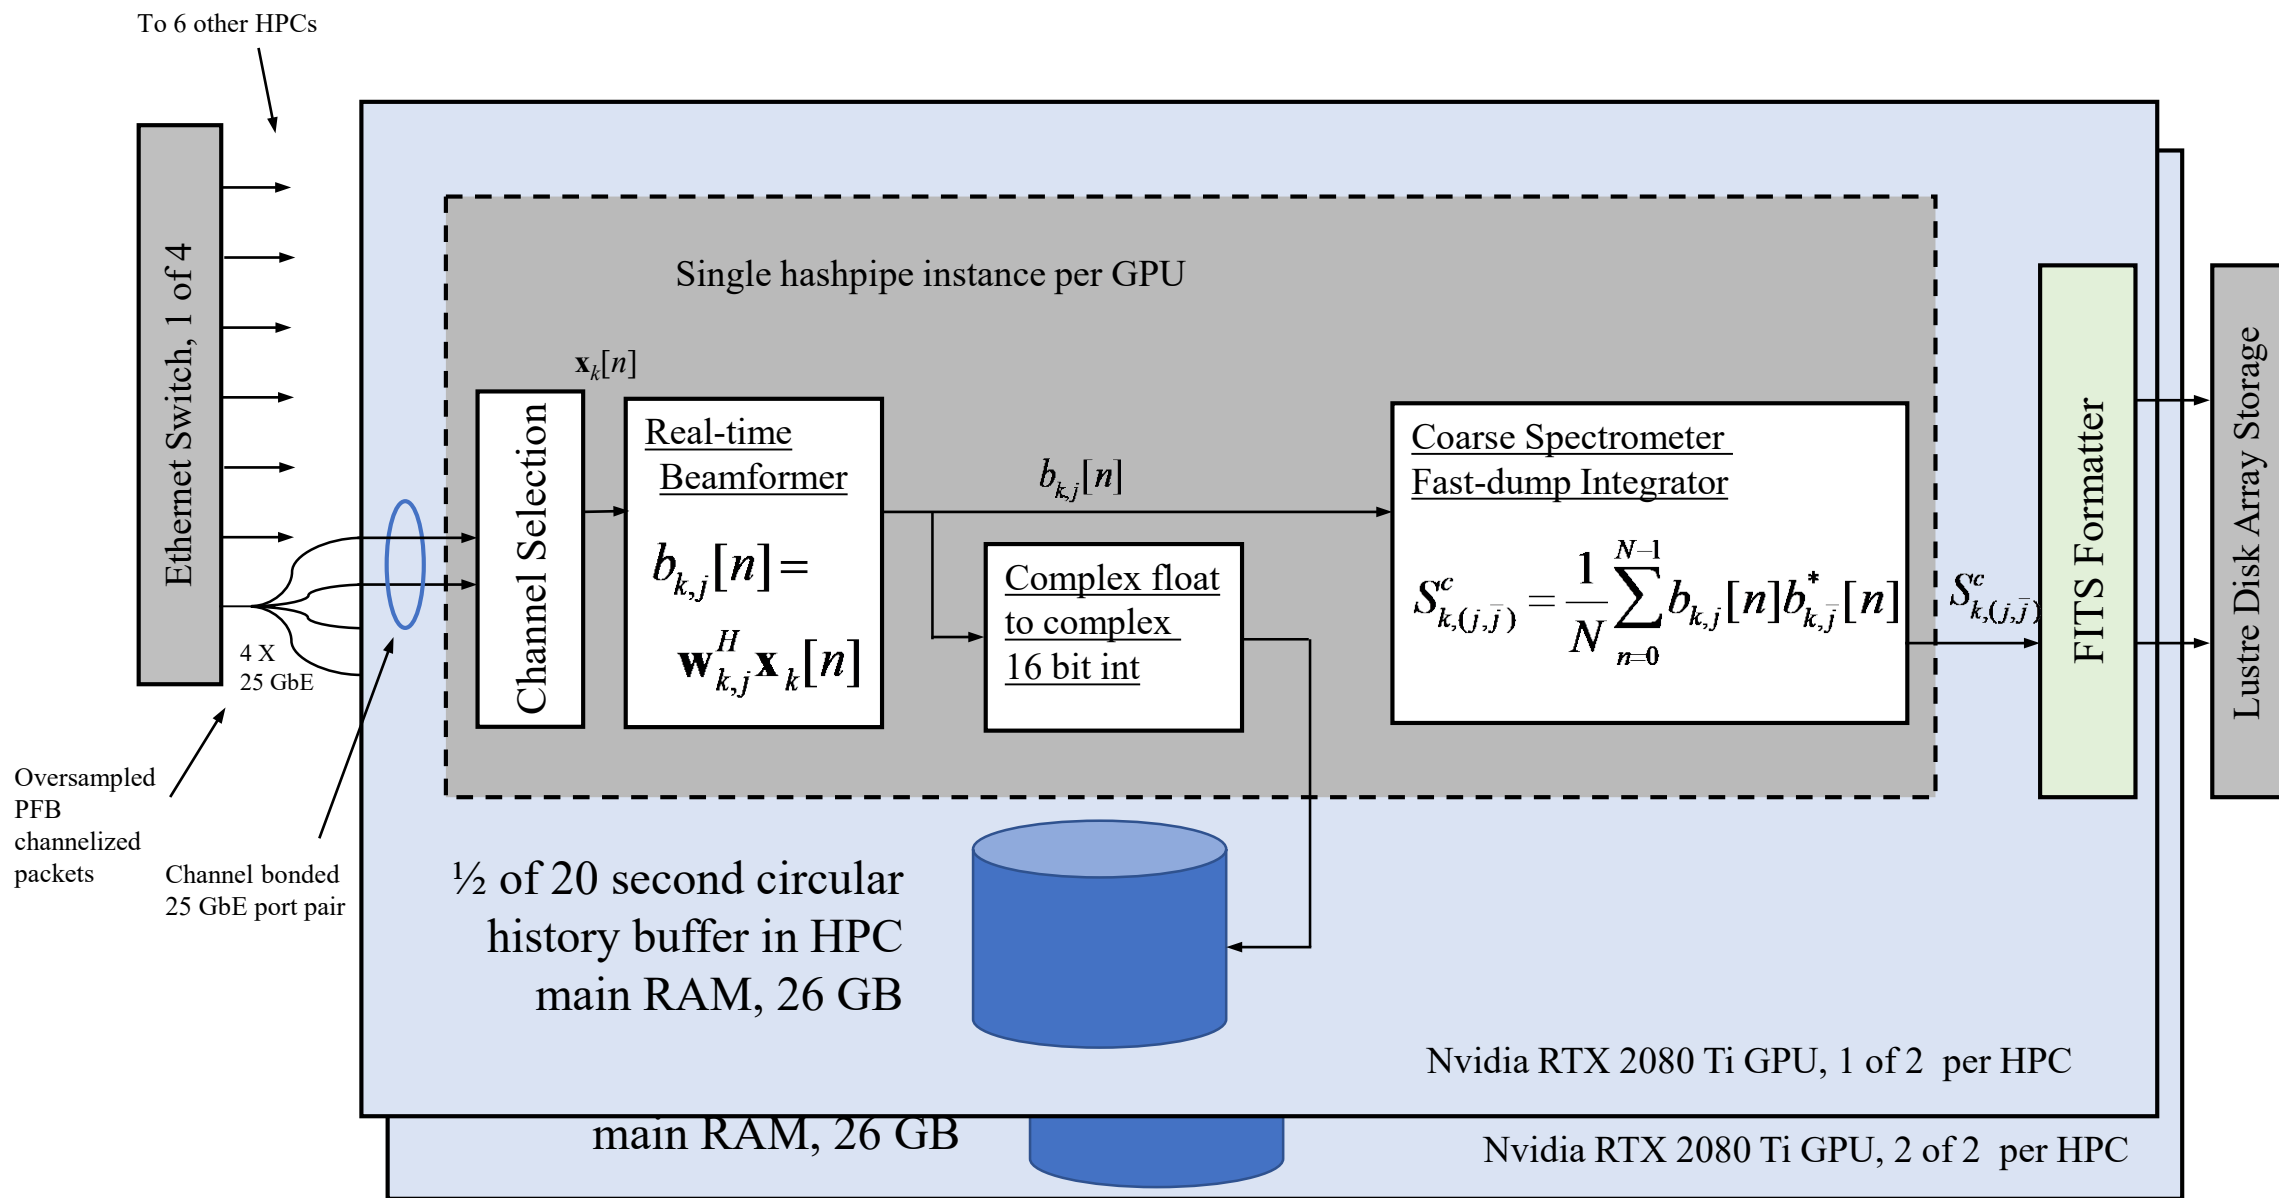 To 6 other HPCs
Ethernet Switch, 1 of 4
4 X
25 GbE
Oversampled
PFB
channelized
packets
Channel bonded
25 GbE port pair
Single hashpipe instance per GPU
Channel Selection
𝐱ₖ[n]
Real-time
Beamformer
b_{k,j}[n] =
𝐰^H_{k,j} 𝐱_k[n]
b_{k,j}[n]
Complex float
to complex
16 bit int
Coarse Spectrometer
Fast-dump Integrator
S^c_{k,(j,j̄)} = \frac{1}{N} \sum_{n=0}^{N-1} b_{k,j}[n] b^*_{k,j̄}[n]
S^c_{k,(j,j̄)}
FITS Formatter
Lustre Disk Array Storage
½ of 20 second circular
history buffer in HPC
main RAM, 26 GB
Nvidia RTX 2080 Ti GPU, 1 of 2 per HPC
main RAM, 26 GB
Nvidia RTX 2080 Ti GPU, 2 of 2 per HPC